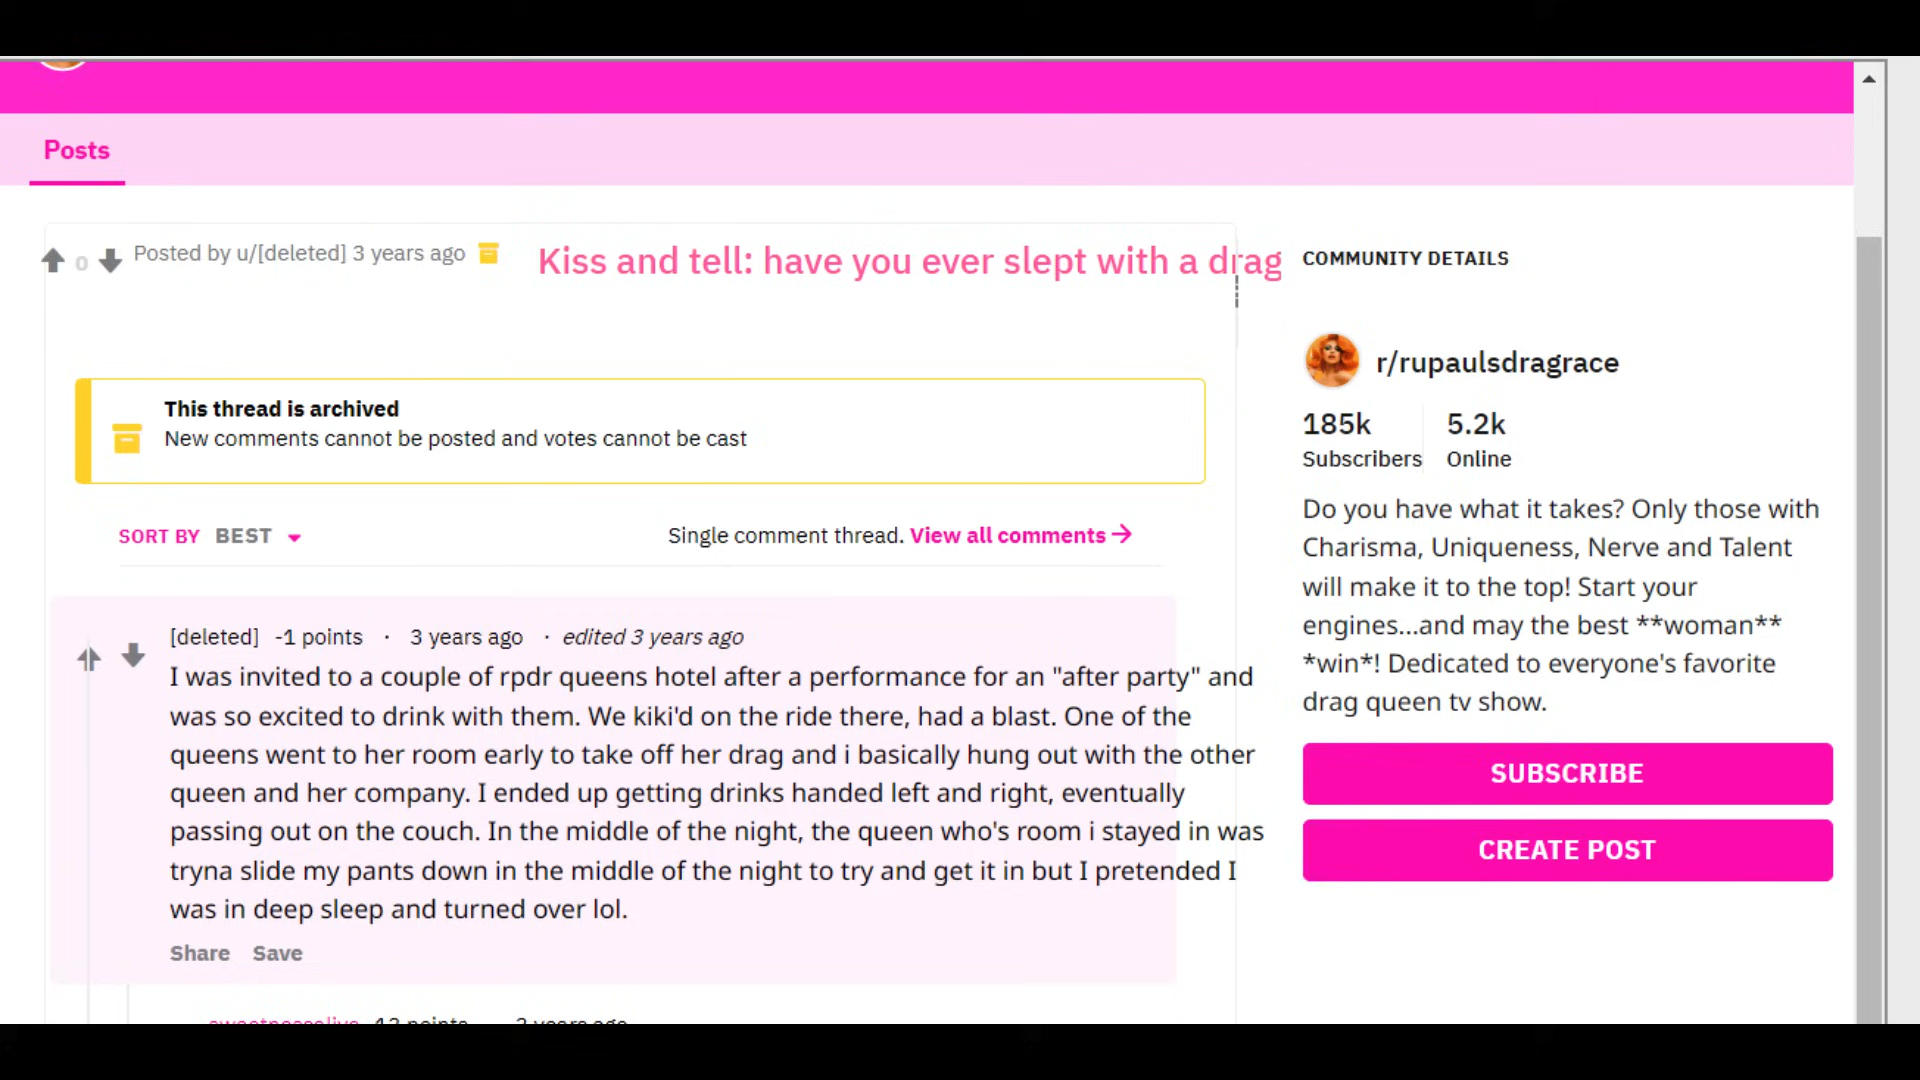 Posts
0 Posted by u/[deleted] 3 years ago
Kiss and tell: have you ever slept with a drag
This thread is archived
New comments cannot be posted and votes cannot be cast
SORT BY BEST
Single comment thread. View all comments →
[deleted] -1 points · 3 years ago · edited 3 years ago
I was invited to a couple of rpdr queens hotel after a performance for an "after party" and
was so excited to drink with them. We kiki'd on the ride there, had a blast. One of the
queens went to her room early to take off her drag and i basically hung out with the other
queen and her company. I ended up getting drinks handed left and right, eventually
passing out on the couch. In the middle of the night, the queen who's room i stayed in was
tryna slide my pants down in the middle of the night to try and get it in but I pretended I
was in deep sleep and turned over lol.
Share Save
COMMUNITY DETAILS
r/rupaulsdragrace
185k 5.2k
Subscribers Online
Do you have what it takes? Only those with
Charisma, Uniqueness, Nerve and Talent
will make it to the top! Start your
engines...and may the best **woman**
*win*! Dedicated to everyone's favorite
drag queen tv show.
SUBSCRIBE
CREATE POST